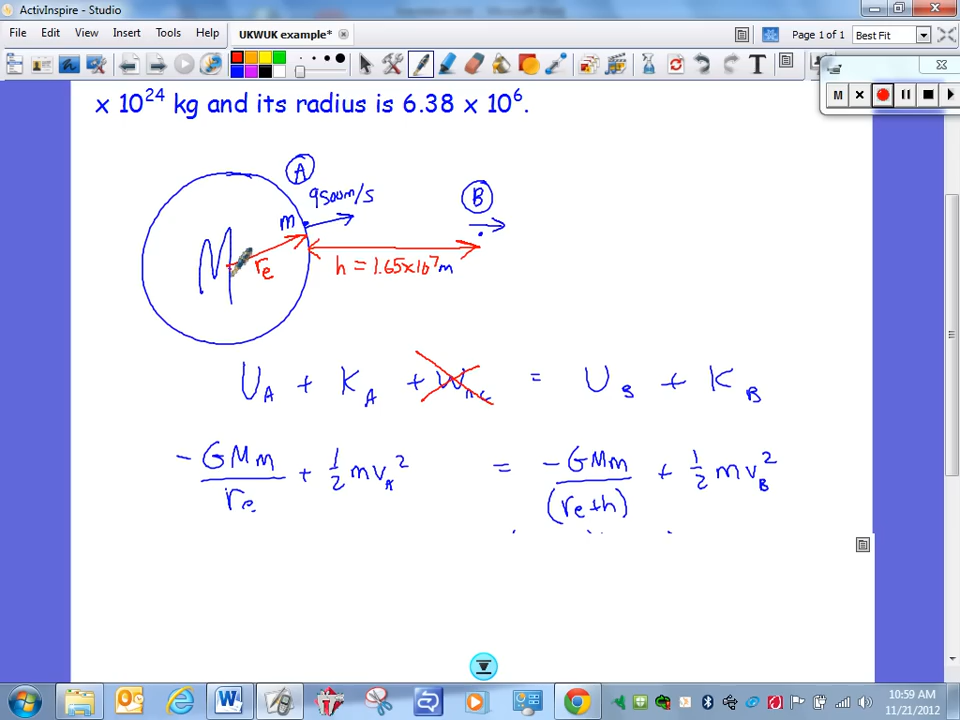 ActivInspire - Studio
File Edit View Insert Tools Help UKWUK example* Page 1 of 1 Best Fit
M
x 10²⁴ kg and its radius is 6.38 x 10⁶.
A
9500m/s
B
m
M
re
h = 1.65x10⁷m
U_A + K_A + W_nc = U_B + K_B
- GMm/r_e + 1/2 mv_A² = -GMm/(r_e+h) + 1/2 mv_B²
10:59 AM
11/21/2012